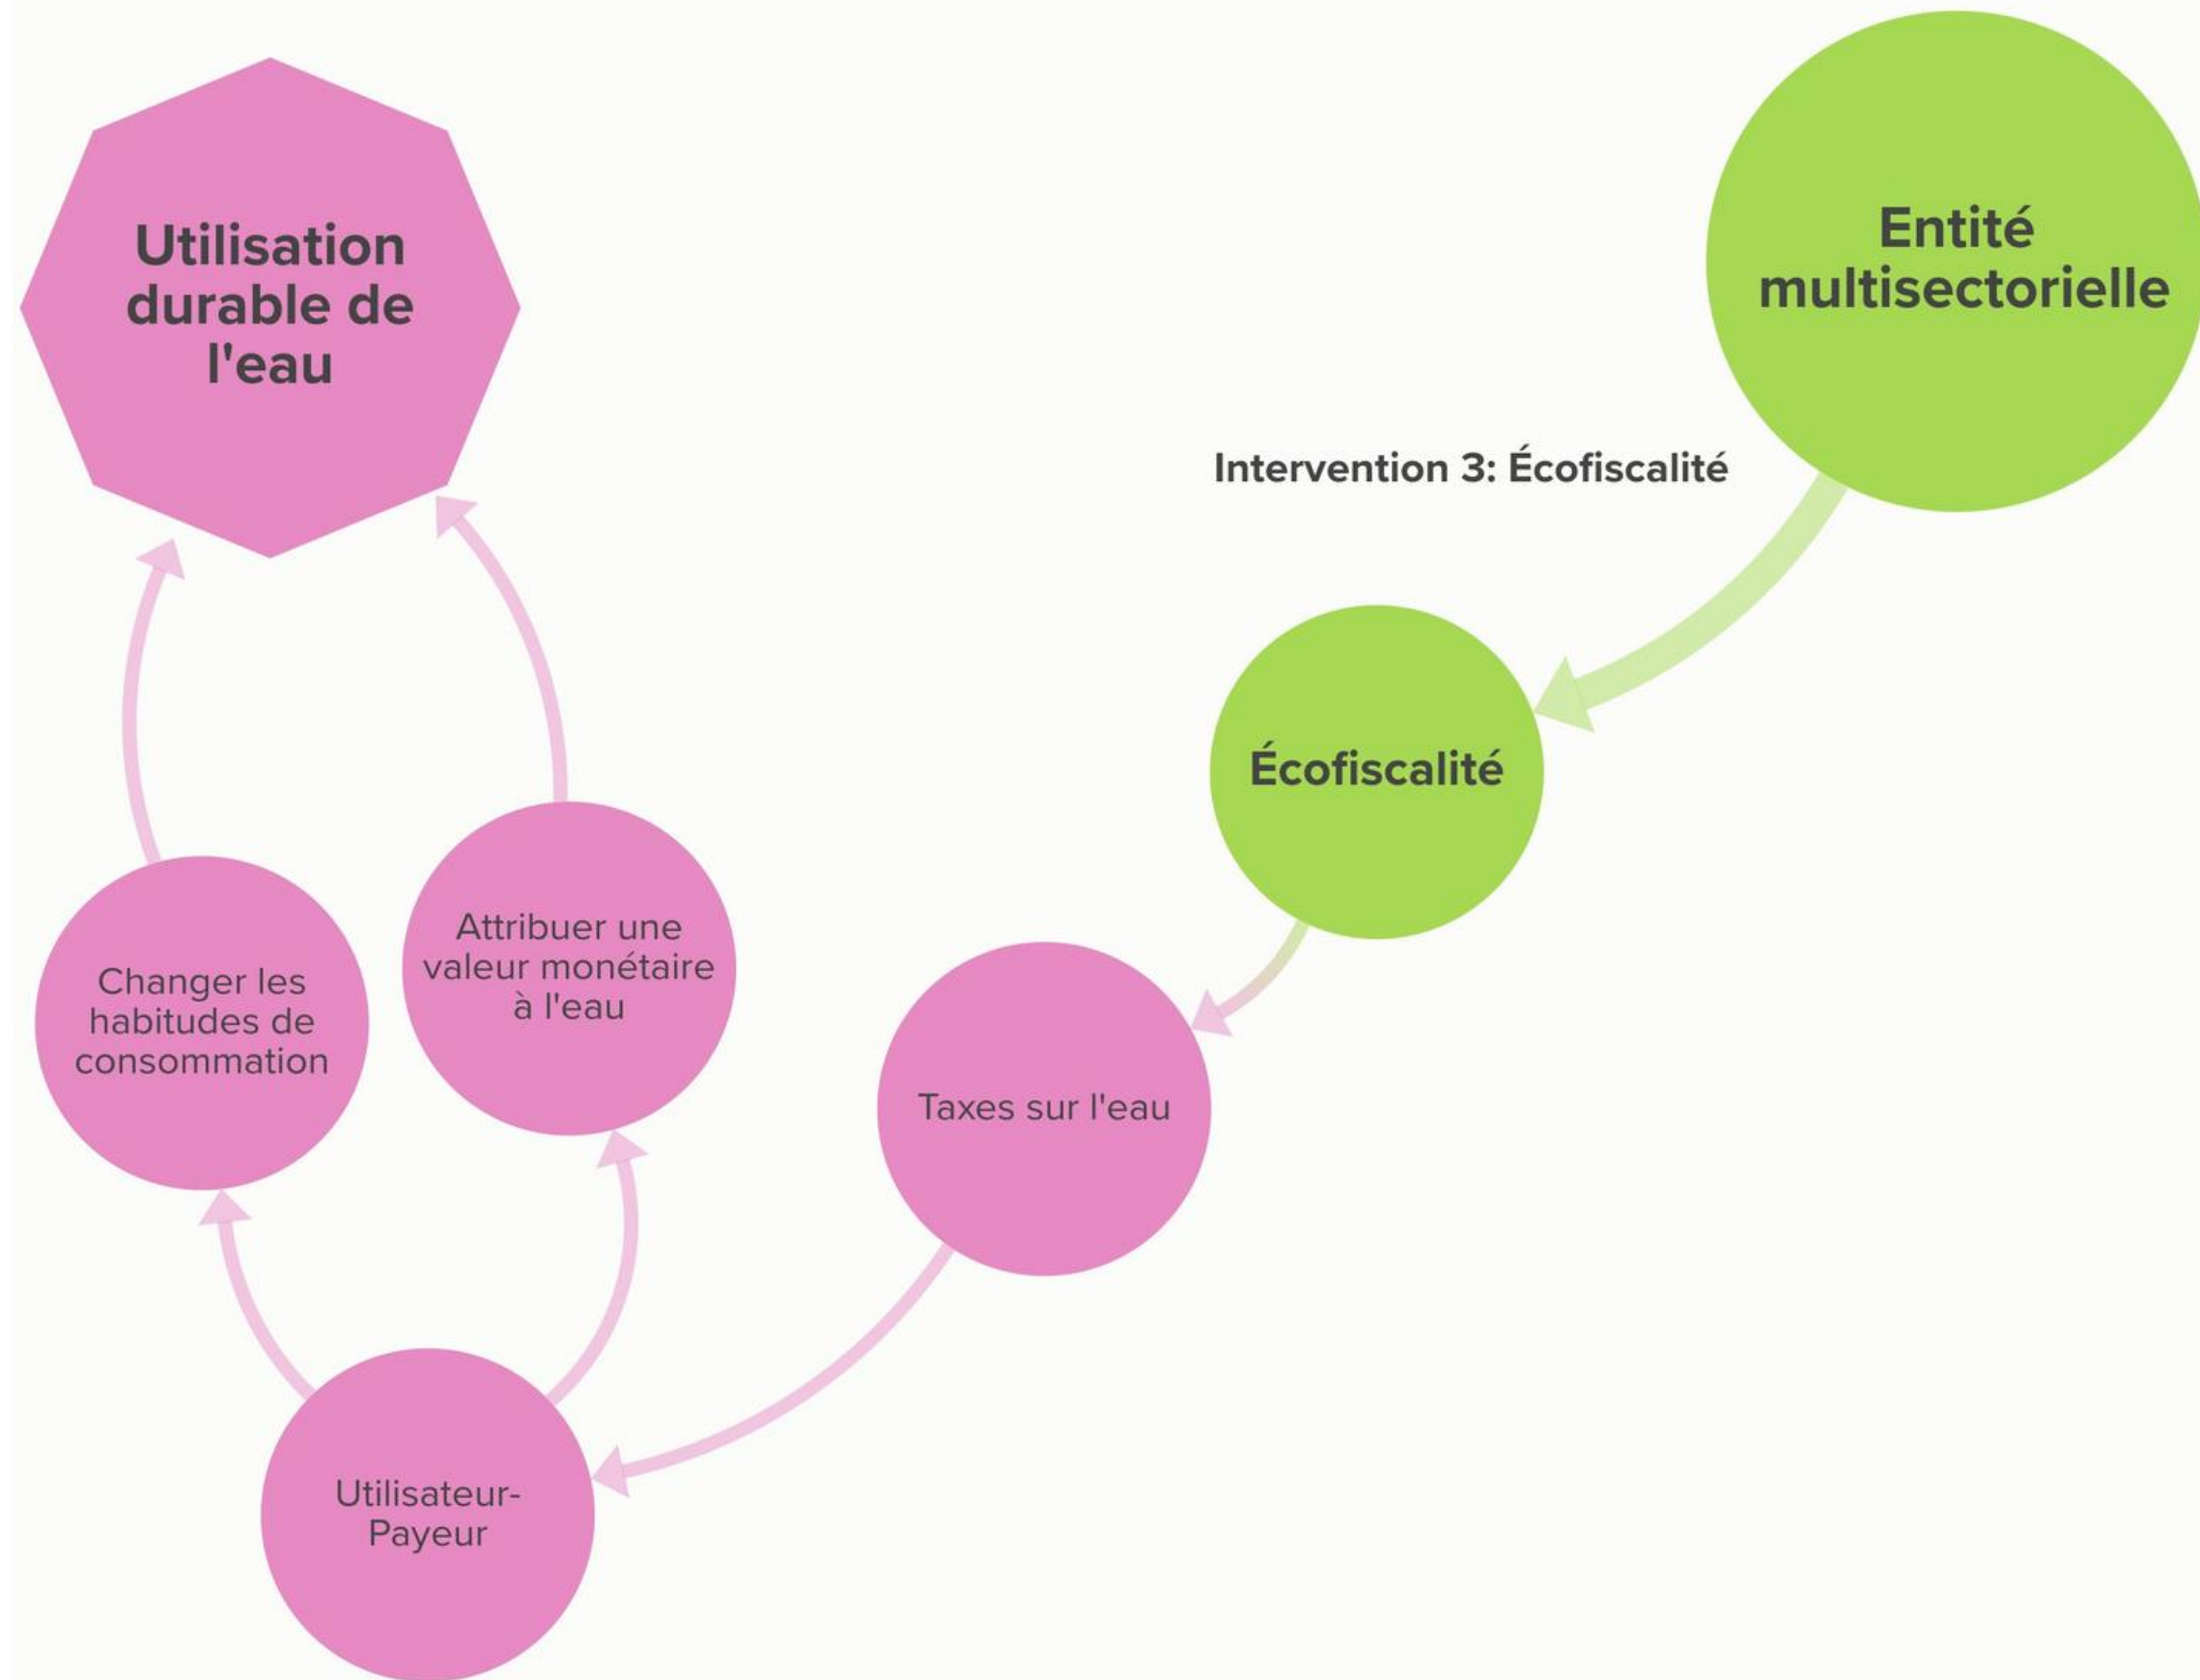 Utilisation
durable de
l'eau
Entité
multisectorielle
Intervention 3: Écofiscalité
Écofiscalité
Attribuer une
valeur monétaire
à l'eau
Changer les
habitudes de
consommation
Taxes sur l'eau
Utilisateur-
Payeur